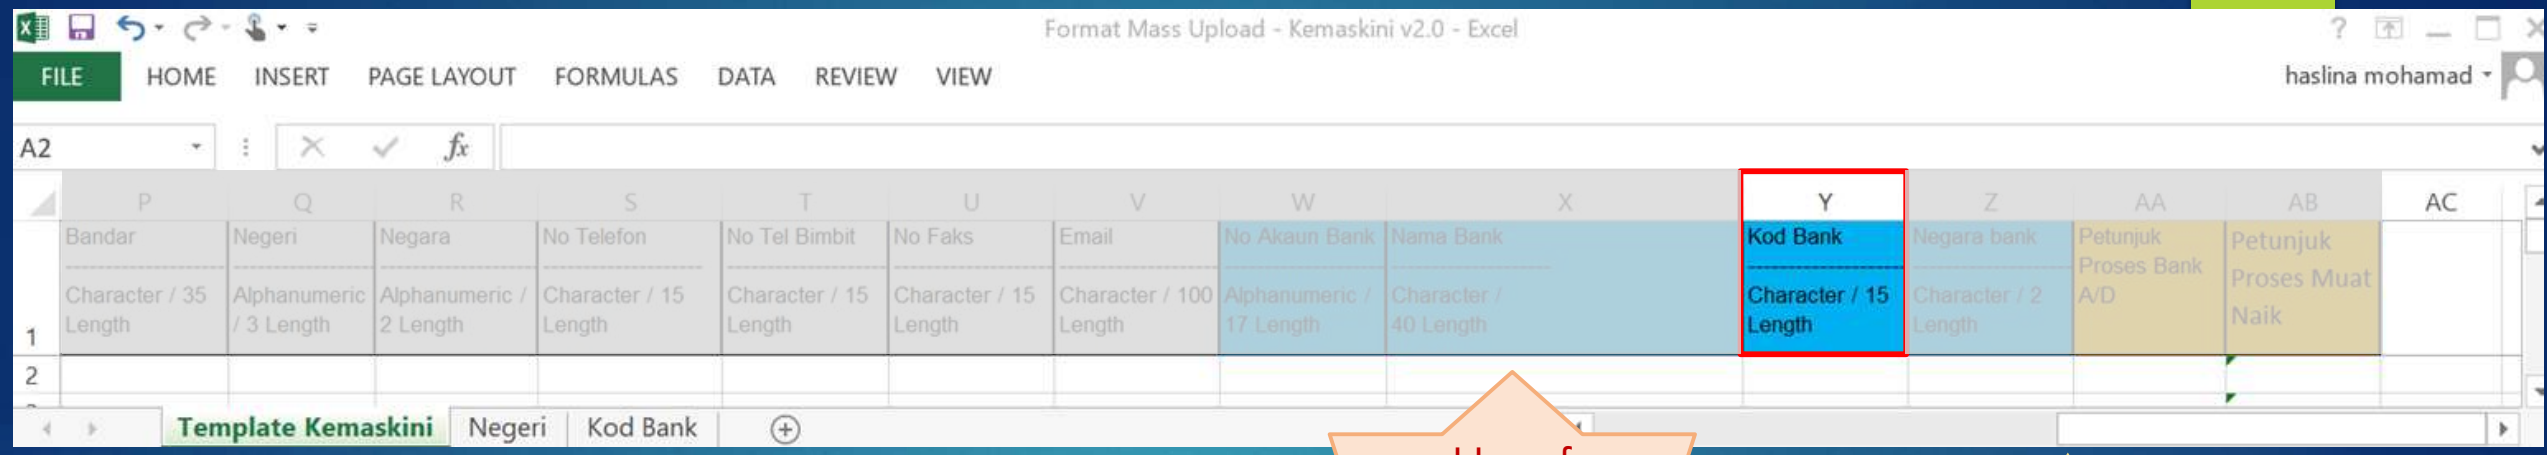 Format Mass Upload - Kemaskini v2.0 - Excel
FILE HOME INSERT PAGE LAYOUT FORMULAS DATA REVIEW VIEW haslina mohamad
A2 fx
P Q R S T U V W X Y Z AA AB AC
Bandar Negeri Negara No Telefon No Tel Bimbit No Faks Email No Akaun Bank Nama Bank Kod Bank Negara bank Petunjuk Proses Bank A/D Petunjuk Proses Muat Naik
1 Character / 35 Length Alphanumeric / 3 Length Alphanumeric / 2 Length Character / 15 Length Character / 15 Length Character / 15 Length Character / 100 Length Alphanumeric / 17 Length Character / 40 Length Character / 15 Length Character / 2 Length
2
Template Kemaskini Negeri Kod Bank